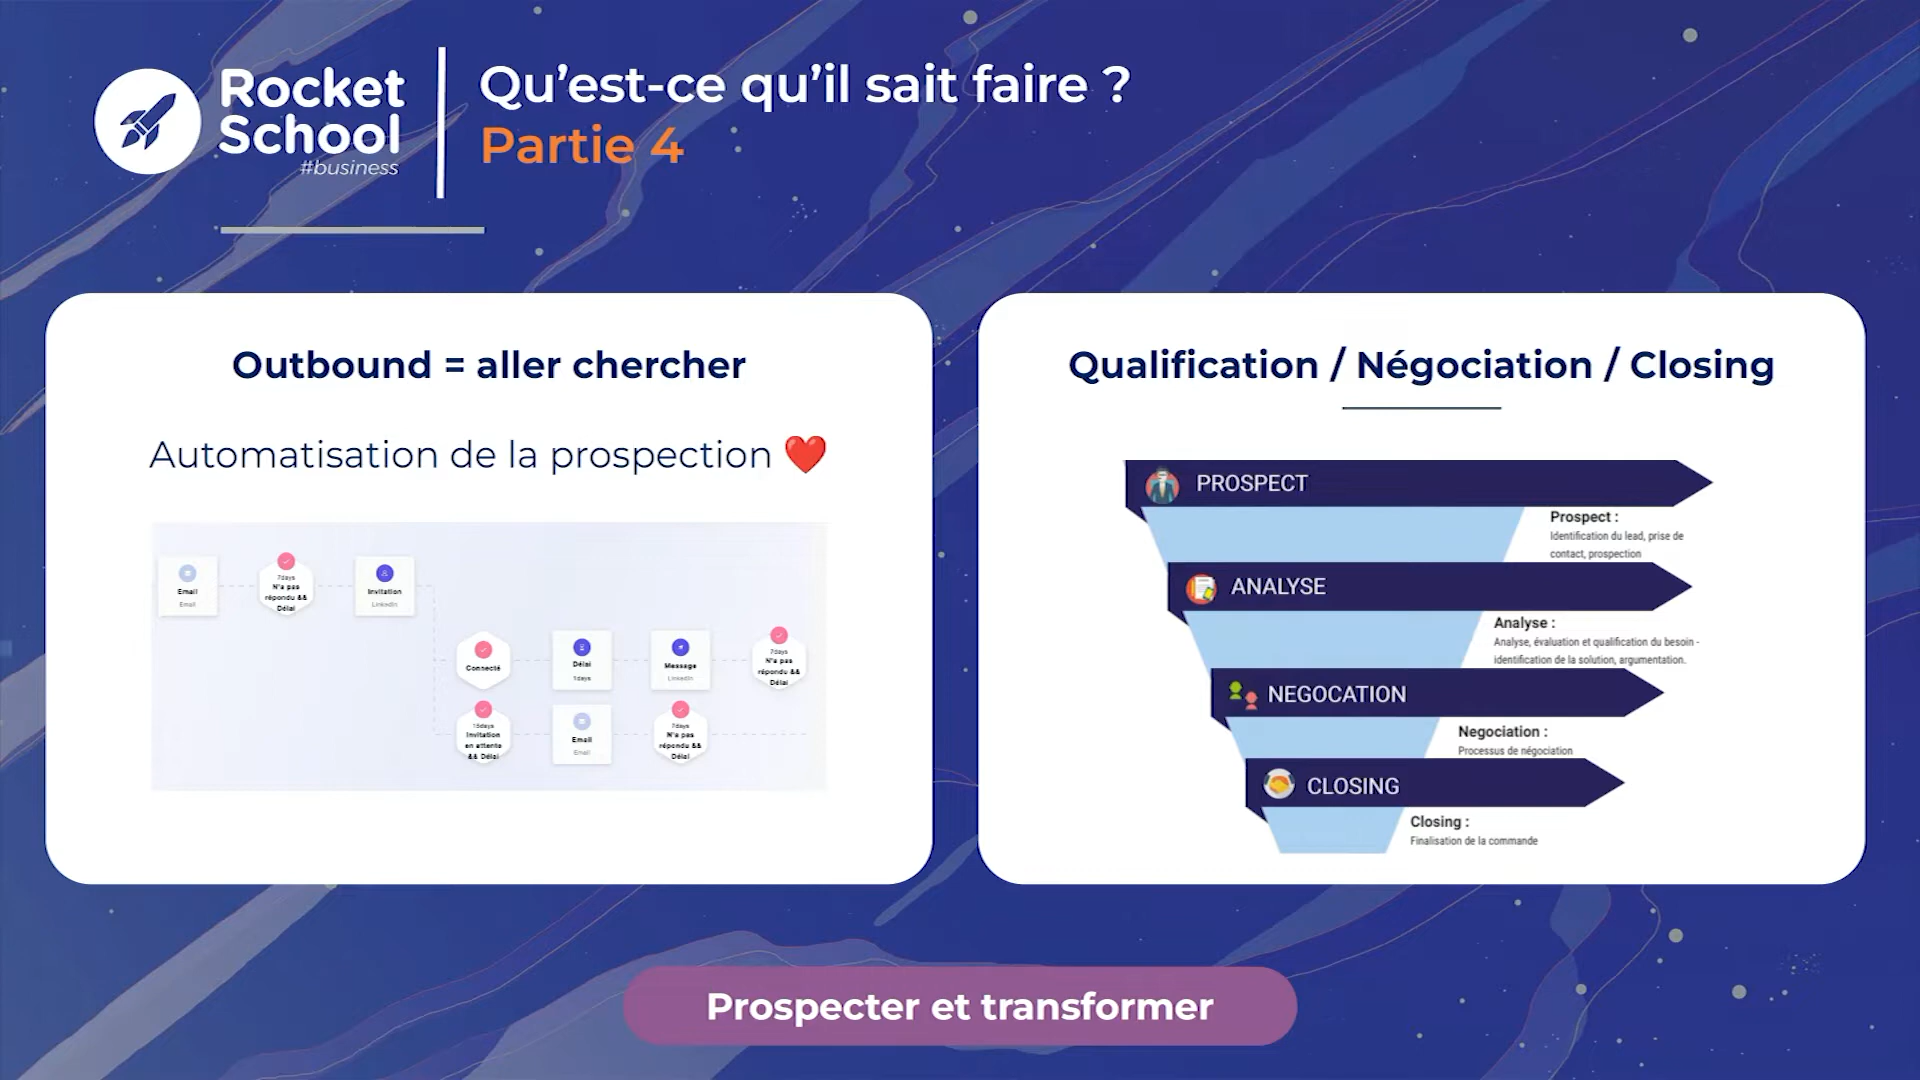 Rocket
School
#business
Qu’est-ce qu’il sait faire ?
Partie 4
Outbound = aller chercher
Automatisation de la prospection
Email
Email
7days
N'a pas
répondu &&
Délai
Invitation
LinkedIn
Connecté
Délai
1days
Message
LinkedIn
7days
N'a pas
répondu &&
Délai
15days
Invitation
en attente
&& Délai
Email
Email
7days
N'a pas
répondu &&
Délai
Qualification / Négociation / Closing
PROSPECT
Prospect :
Identification du lead, prise de
contact, prospection
ANALYSE
Analyse :
Analyse, évaluation et qualification du besoin -
identification de la solution, argumentation.
NEGOCATION
Negociation :
Processus de négociation
CLOSING
Closing :
Finalisation de la commande
Prospecter et transformer